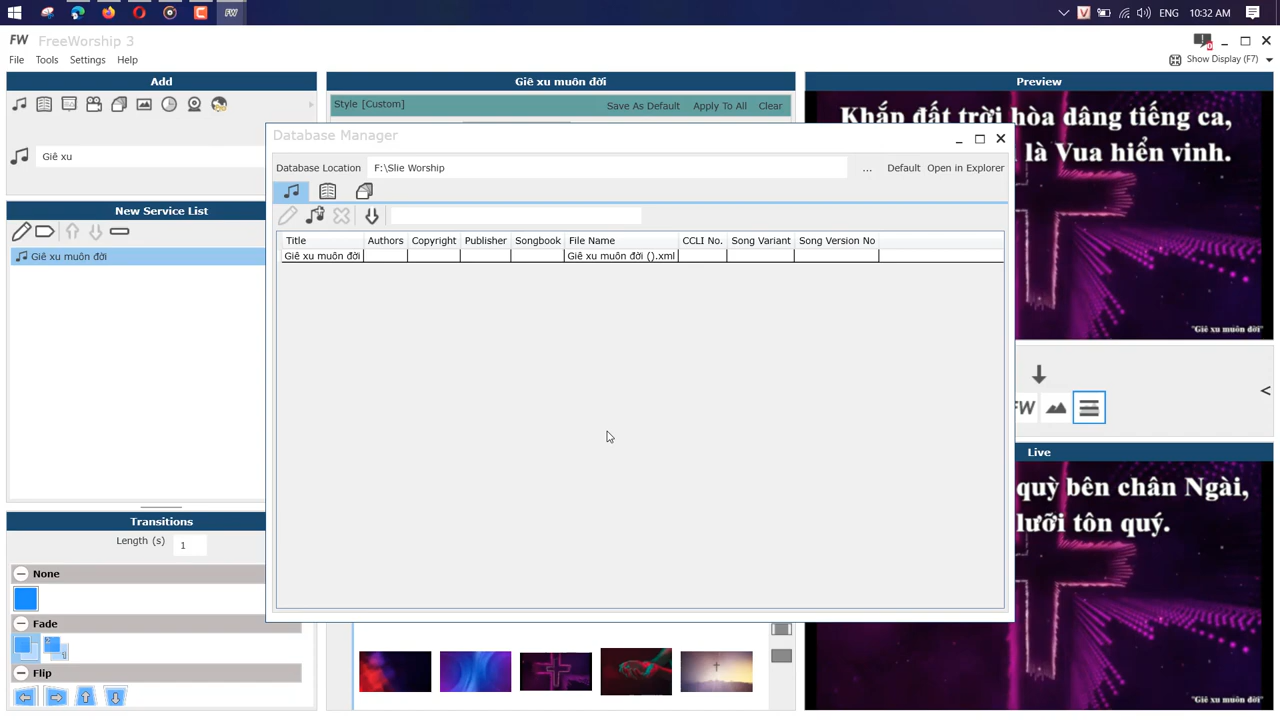 ENG
10:32 AM
FW FreeWorship 3
File Tools Settings Help
Show Display (F7)
Add
Giê xu
New Service List
Giê xu muôn đời
Transitions
Length (s) 1
None
Fade
Flip
Giê xu muôn đời
Style [Custom]
Save As Default Apply To All Clear
Database Manager
Database Location F:\Slie Worship ... Default Open in Explorer
Title Authors Copyright Publisher Songbook File Name CCLI No. Song Variant Song Version No
Giê xu muôn đời Giê xu muôn đời ().xml
Preview
Khắp đất trời hòa dâng tiếng ca,
là Vua hiển vinh.
"Giê xu muôn đời"
FW
<
Live
quỳ bên chân Ngài,
lưỡi tôn quý.
"Giê xu muôn đời"